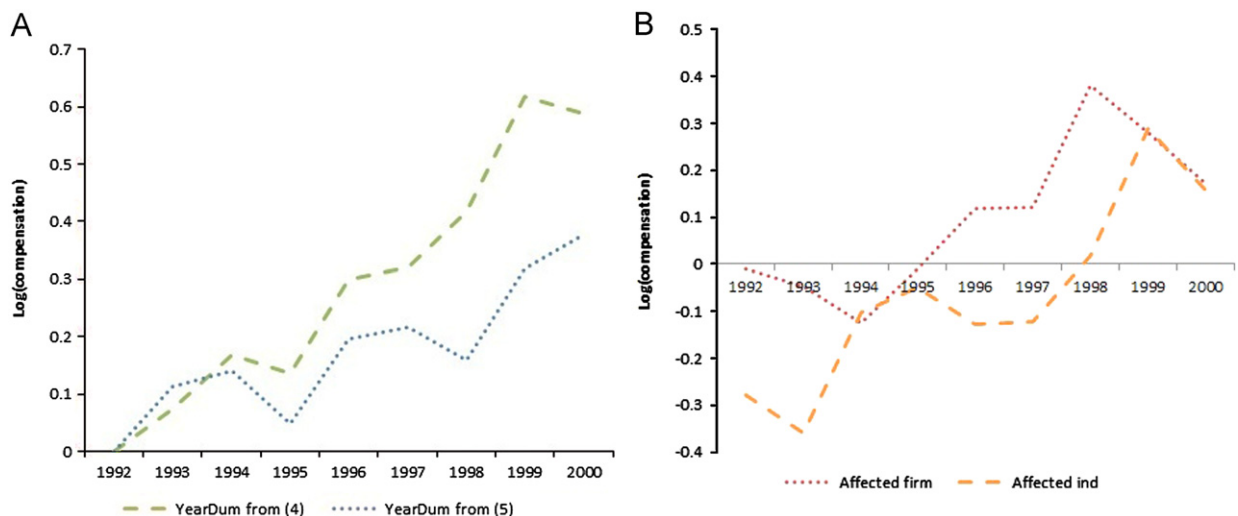 A
0.7
0.6
0.5
0.4
0.3
0.2
0.1
0
Log(compensation)
1992 1993 1994 1995 1996 1997 1998 1999 2000
YearDum from (4) YearDum from (5)
B
0.5
0.4
0.3
0.2
0.1
0
-0.1
-0.2
-0.3
-0.4
Log(compensation)
1992 1993 1994 1995 1996 1997 1998 1999 2000
Affected firm Affected ind